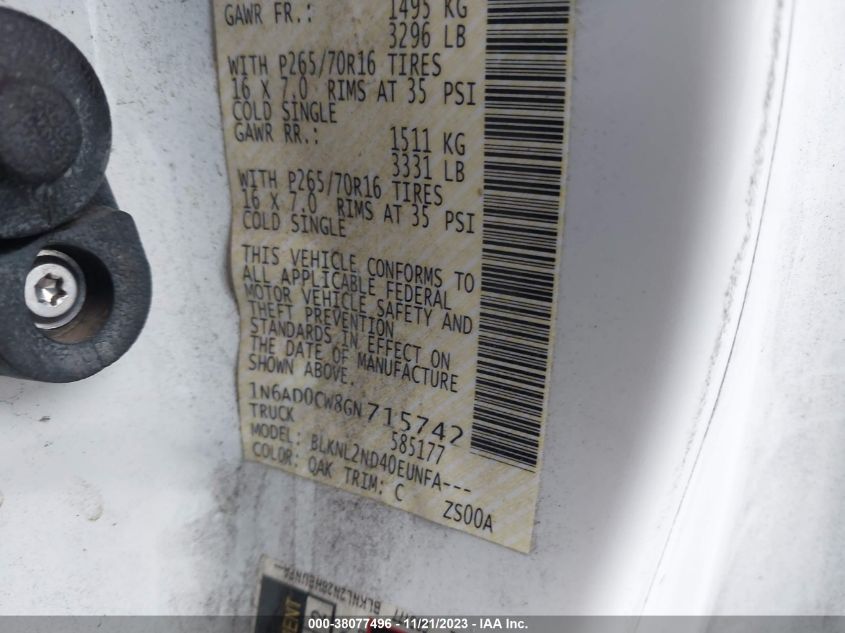 GAWR FR.: 1495 KG
3296 LB
WITH P265/70R16 TIRES
16 X 7.0 RIMS AT 35 PSI
COLD SINGLE
GAWR RR.: 1511 KG
3331 LB
WITH P265/70R16 TIRES
16 X 7.0 RIMS AT 35 PSI
COLD SINGLE
THIS VEHICLE CONFORMS TO
ALL APPLICABLE FEDERAL
MOTOR VEHICLE SAFETY AND
THEFT PREVENTION
STANDARDS IN EFFECT ON
THE DATE OF MANUFACTURE
SHOWN ABOVE.
1N6AD0CW8GN715742
TRUCK 585177
MODEL: BLKNL2ND40EUNFA---
COLOR: QAK TRIM: C ZS00A
000-38077496 - 11/21/2023 - IAA Inc.